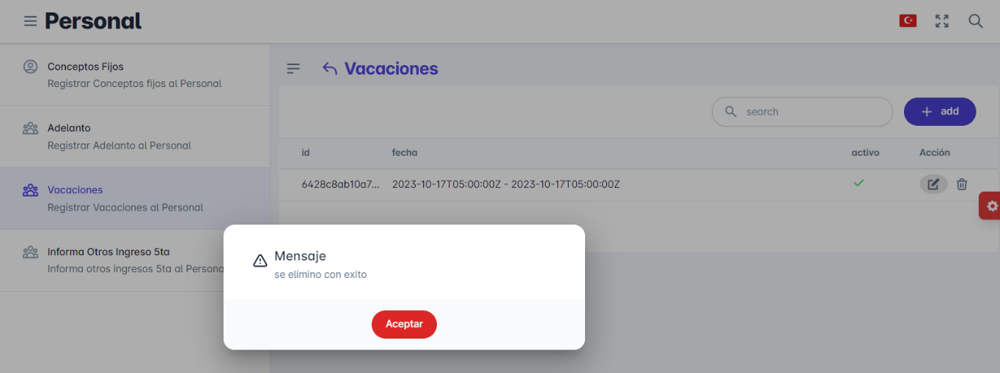 Personal
Conceptos Fijos
Registrar Conceptos fijos al Personal
Adelanto
Registrar Adelanto al Personal
Vacaciones
Registrar Vacaciones al Personal
Informa Otros Ingreso 5ta
Informa otros ingresos 5ta al Persona
Vacaciones
search
add
id fecha activo Acción
6428c8ab10a7... 2023-10-17T05:00:00Z - 2023-10-17T05:00:00Z
Mensaje
se elimino con exito
Aceptar